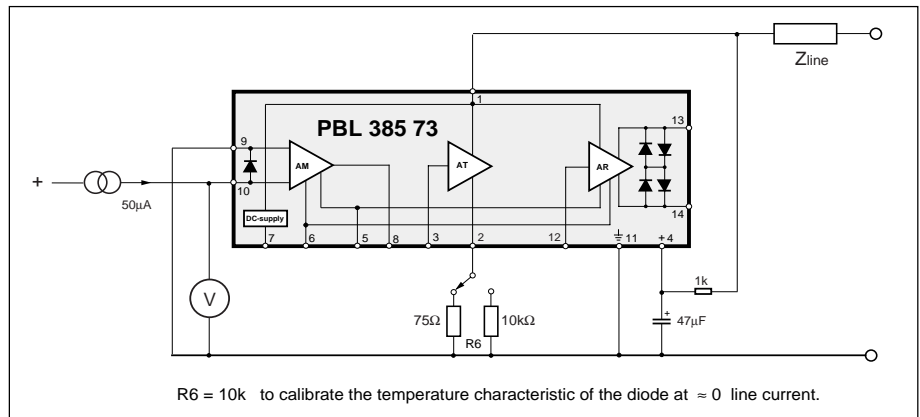 Zline
1
PBL 385 73
13
9
AM
AT
AR
+
50µA
10
14
DC-supply
7
6
5
8
3
2
12
11
+ 4
1k
V
75Ω
10kΩ
R6
+
47µF
R6 = 10k to calibrate the temperature characteristic of the diode at ≈ 0 line current.